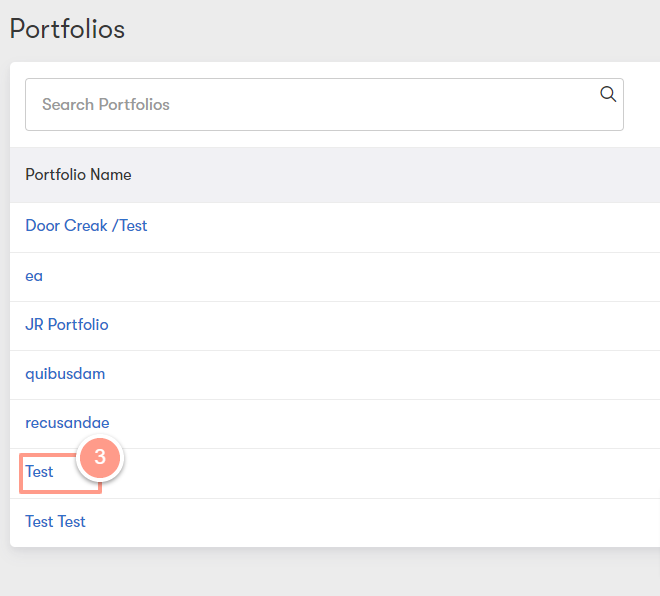 Portfolios
Search Portfolios
Portfolio Name
Door Creak /Test
ea
JR Portfolio
quibusdam
recusandae
3
Test
Test Test